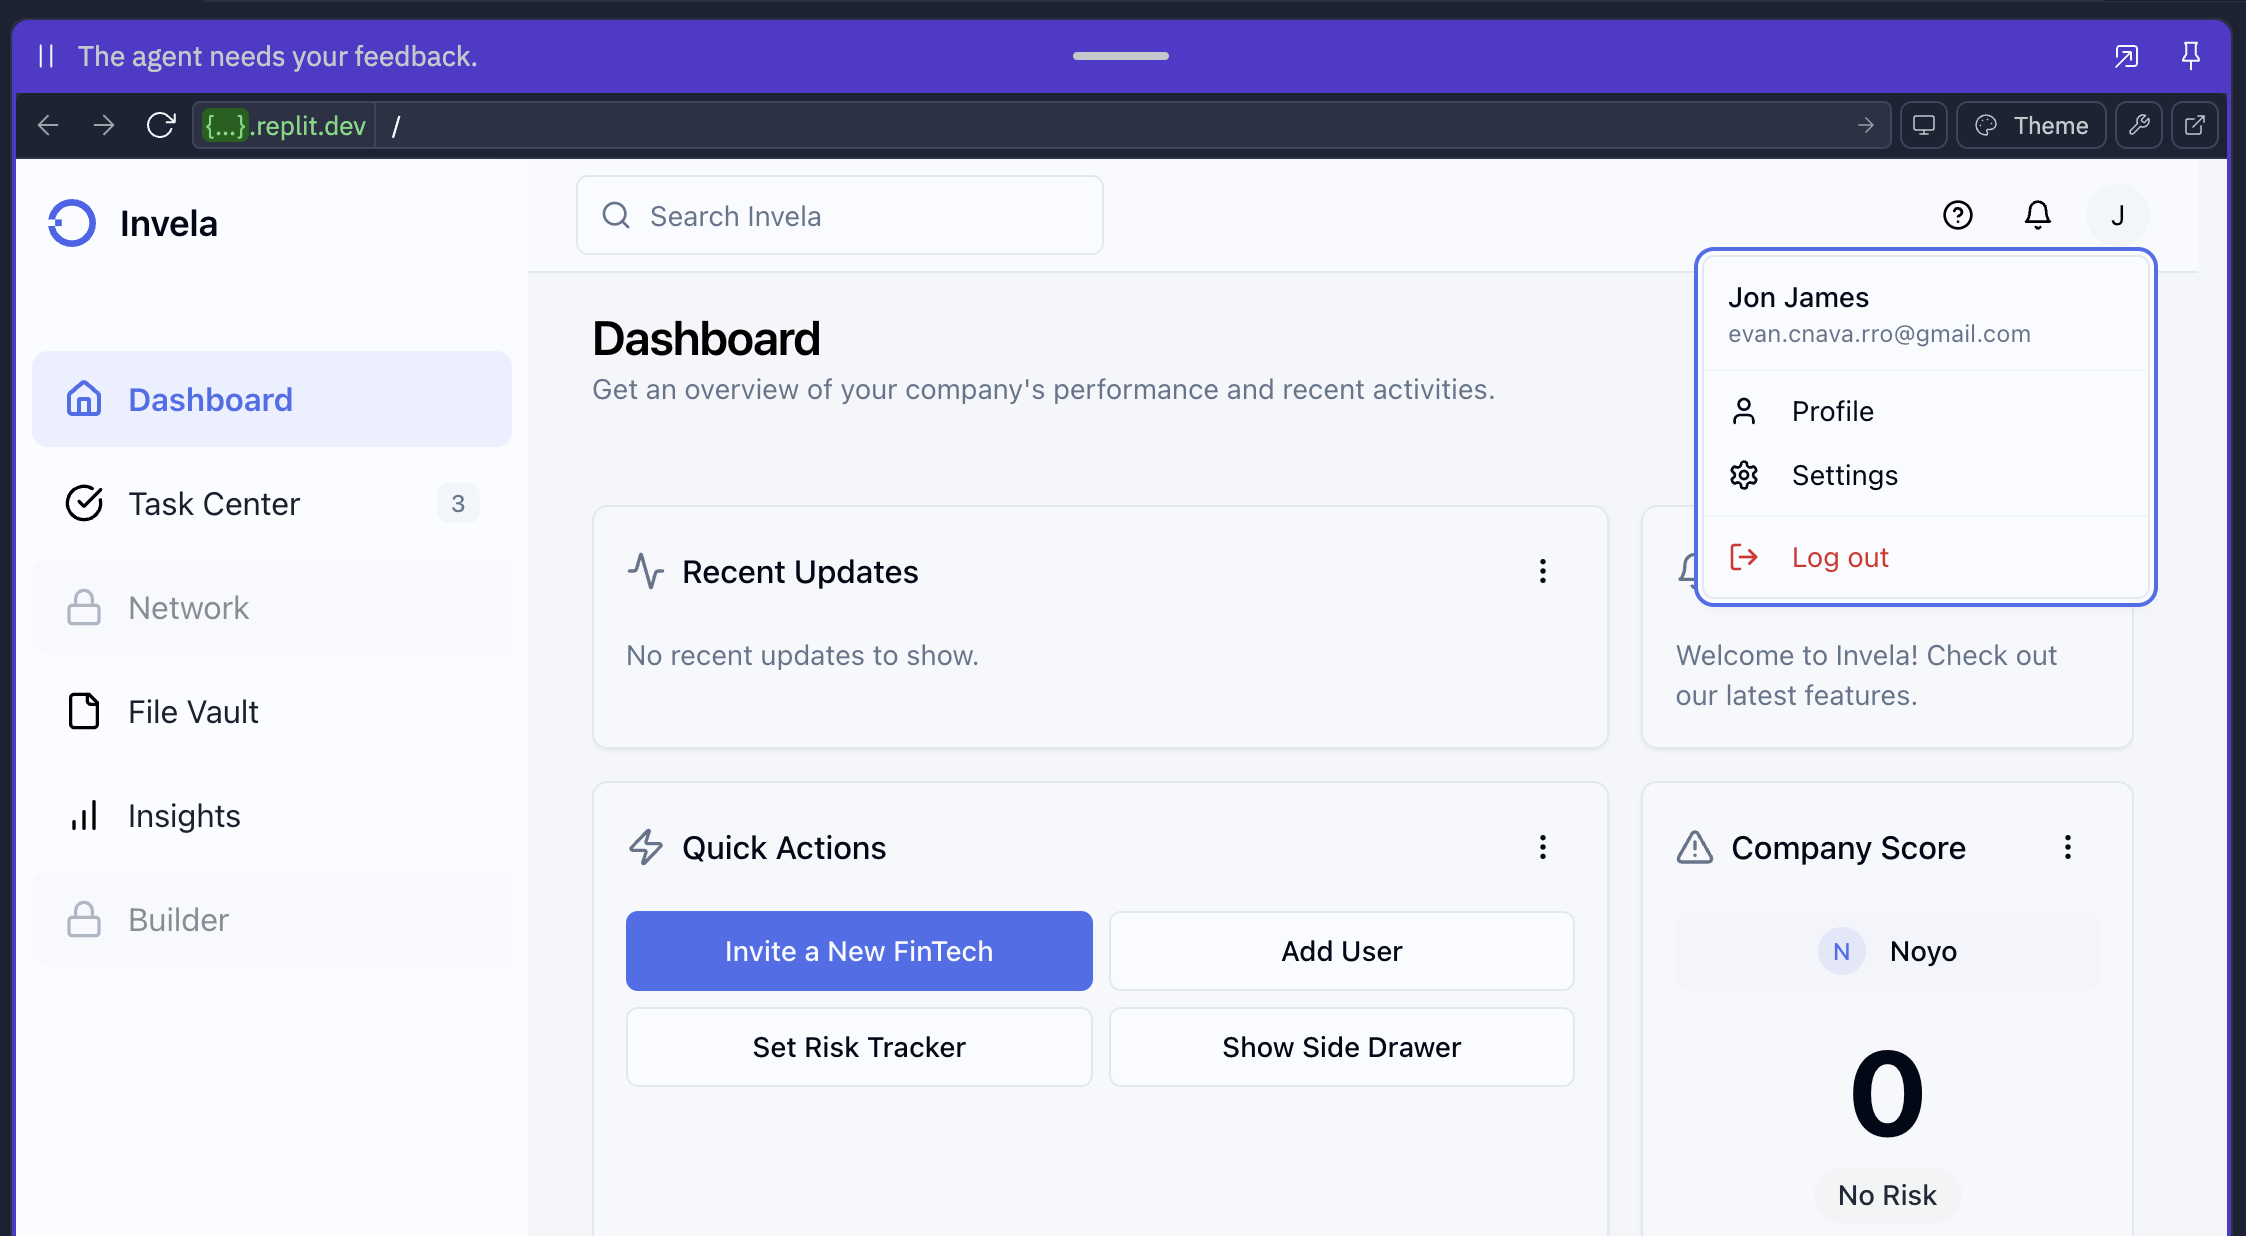 The agent needs your feedback.
{...}.replit.dev /
Theme
Invela
Search Invela
J
Jon James
evan.cnava.rro@gmail.com
Profile
Settings
Log out
Dashboard
Task Center 3
Network
File Vault
Insights
Builder
Dashboard
Get an overview of your company's performance and recent activities.
Recent Updates
No recent updates to show.
Welcome to Invela! Check out
our latest features.
Quick Actions
Invite a New FinTech
Add User
Set Risk Tracker
Show Side Drawer
Company Score
N Noyo
0
No Risk